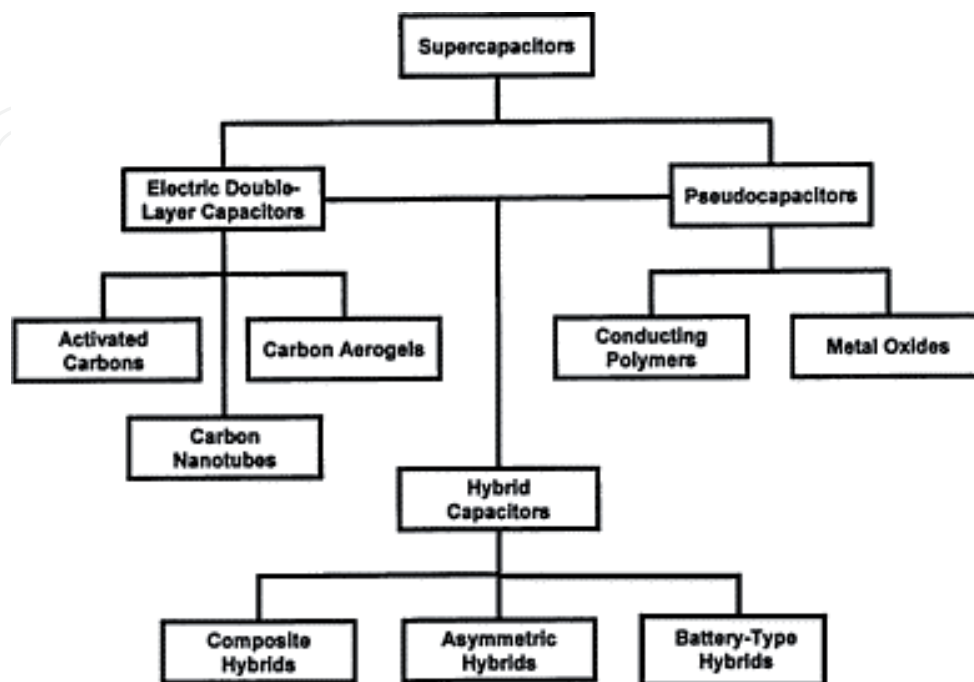 Supercapacitors
Electric Double-
Layer Capacitors
Pseudocapacitors
Activated
Carbons
Carbon Aerogels
Conducting
Polymers
Metal Oxides
Carbon
Nanotubes
Hybrid
Capacitors
Composite
Hybrids
Asymmetric
Hybrids
Battery-Type
Hybrids